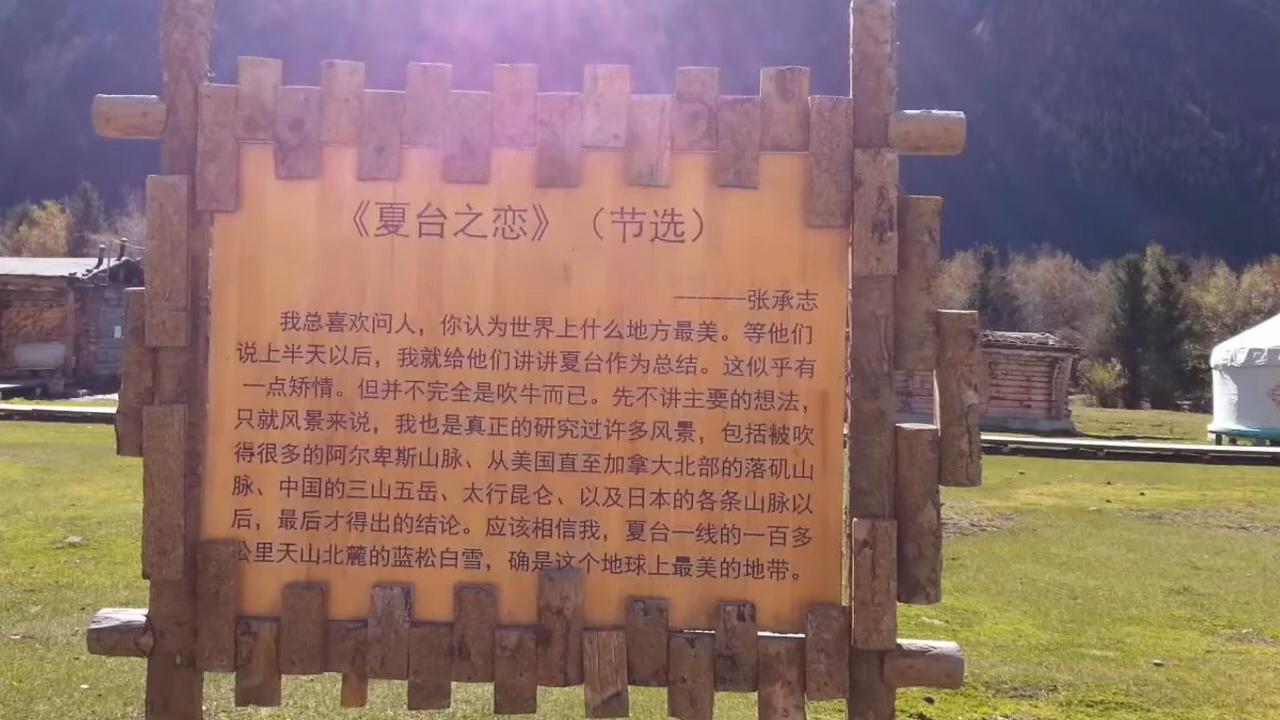 《夏台之恋》（节选）
——————张承志
我总喜欢问人，你认为世界上什么地方最美。等他们
说上半天以后，我就给他们讲讲夏台作为总结。这似乎有
一点矫情。但并不完全是吹牛而已。先不讲主要的想法，
只就风景来说，我也是真正的研究过许多风景，包括被吹
得很多的阿尔卑斯山脉、从美国直至加拿大北部的落矶山
脉、中国的三山五岳、太行昆仑、以及日本的各条山脉以
后，最后才得出的结论。应该相信我，夏台一线的一百多
公里天山北麓的蓝松白雪，确是这个地球上最美的地带。